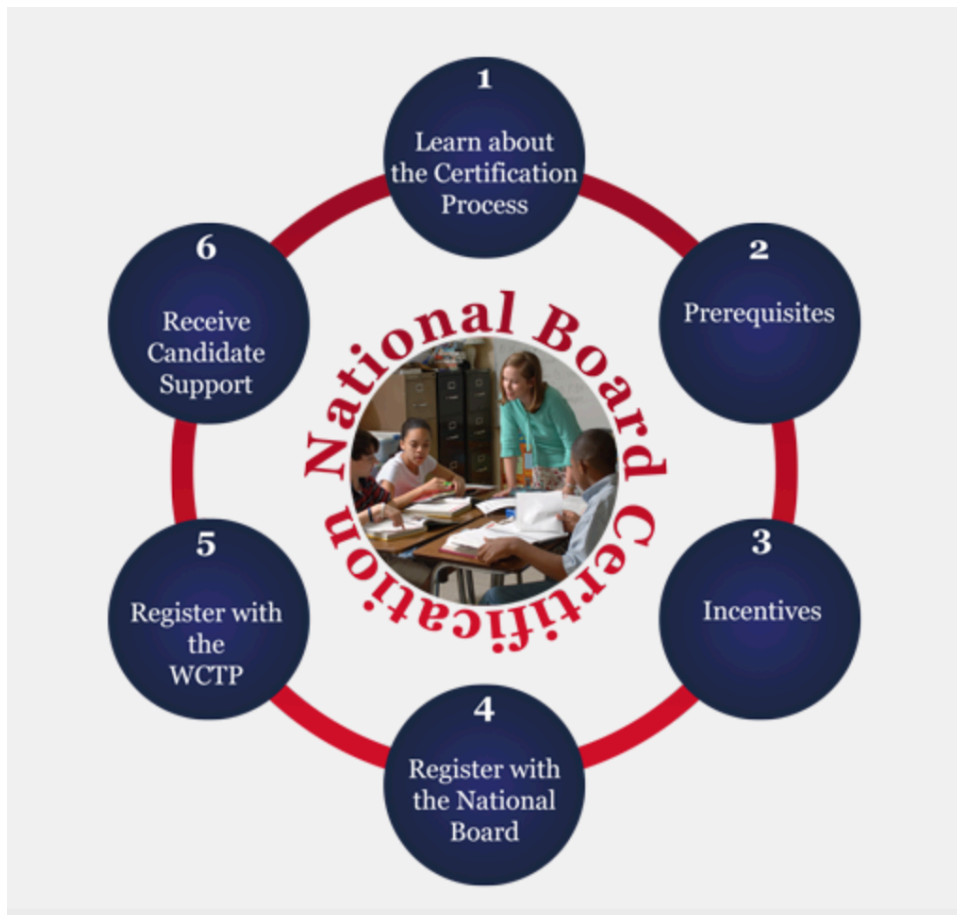 1
Learn about
the Certification
Process
2
Prerequisites
3
Incentives
4
Register with
the National
Board
5
Register with
the
WCTP
6
Receive
Candidate
Support
National Board Certification